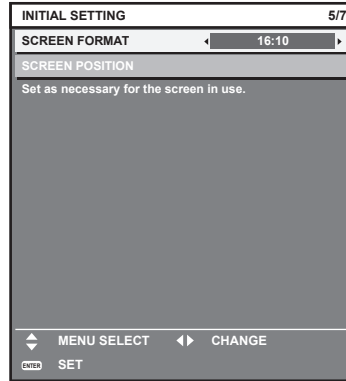 INITIAL SETTING 5/7
SCREEN FORMAT 16:10
SCREEN POSITION
Set as necessary for the screen in use.
MENU SELECT CHANGE
ENTER SET